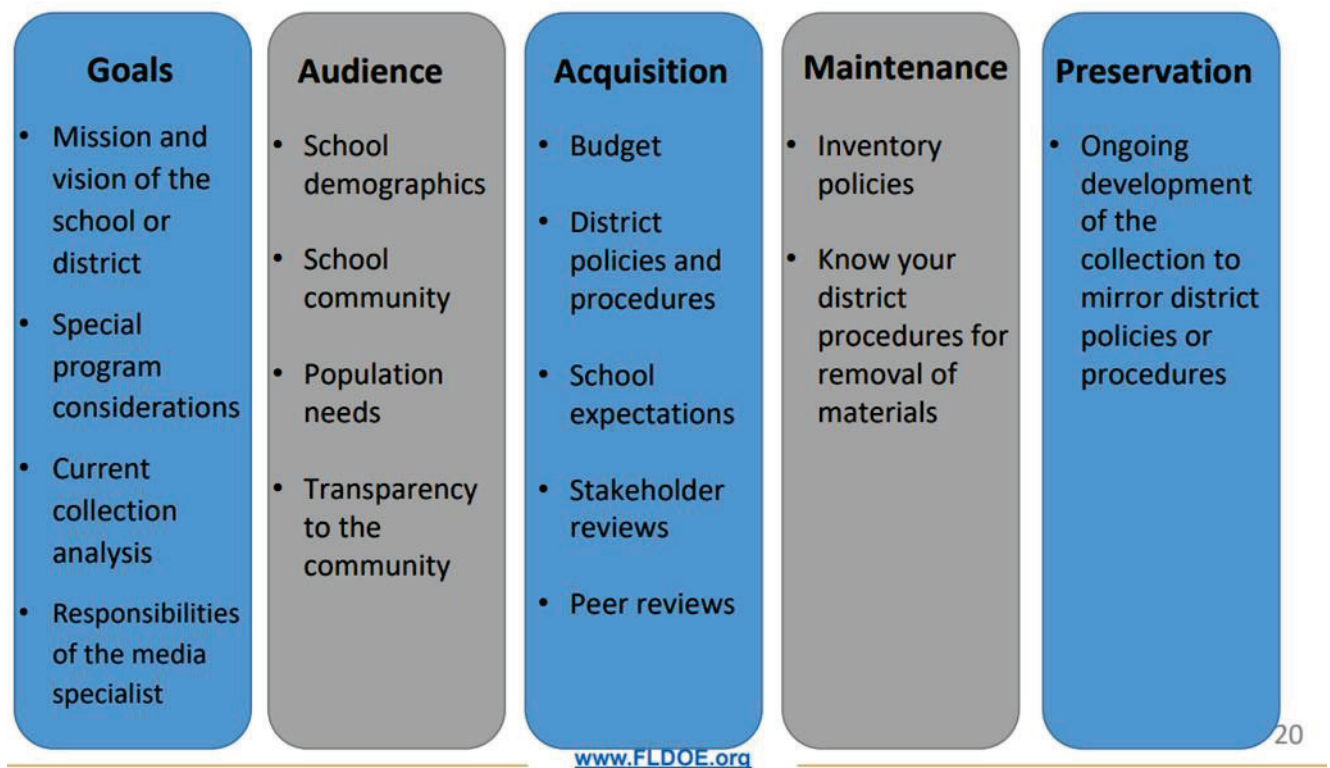 Goals
• Mission and
vision of the
school or
district
• Special
program
considerations
• Current
collection
analysis
• Responsibilities
of the media
specialist
Audience
• School
demographics
• School
community
• Population
needs
• Transparency
to the
community
Acquisition
• Budget
• District
policies and
procedures
• School
expectations
• Stakeholder
reviews
• Peer reviews
Maintenance
• Inventory
policies
• Know your
district
procedures for
removal of
materials
Preservation
• Ongoing
development
of the
collection to
mirror district
policies or
procedures
20
www.FLDOE.org